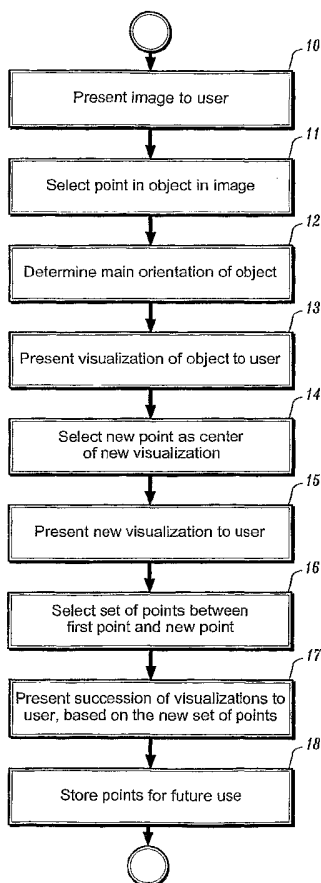 10
Present image to user
11
Select point in object in image
12
Determine main orientation of object
13
Present visualization of object to user
14
Select new point as center
of new visualization
15
Present new visualization to user
16
Select set of points between
first point and new point
17
Present succession of visualizations to
user, based on the new set of points
18
Store points for future use